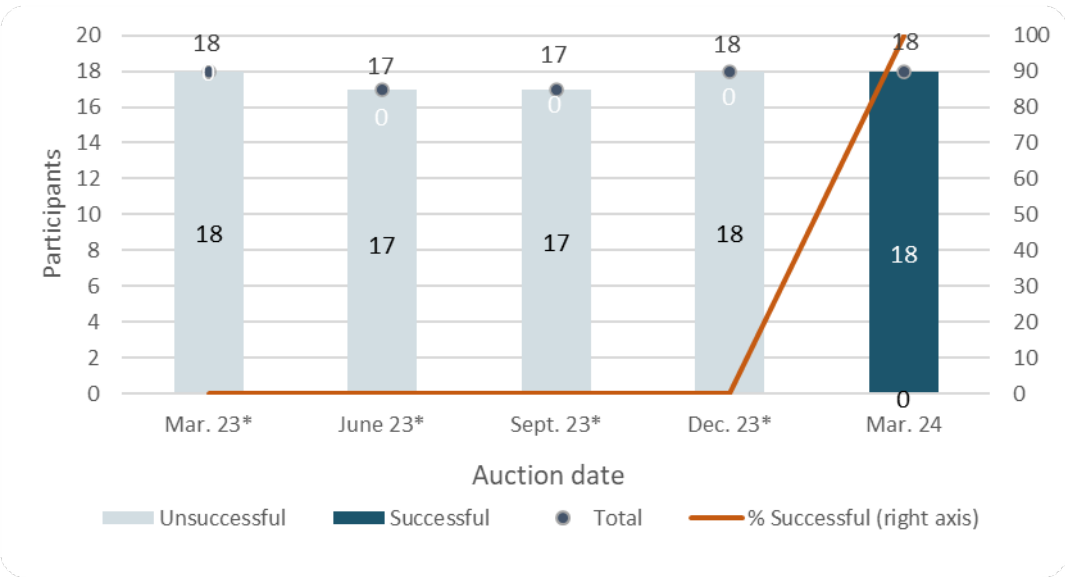 18 17 17 18 18
20 100
18 0 0 0 0 90
16 80
14 70
12 60
10 50
8 18 17 17 18 18 40
6 30
4 20
2 10
0 0 0
Participants
Mar. 23* June 23* Sept. 23* Dec. 23* Mar. 24
Auction date
Unsuccessful Successful Total % Successful (right axis)